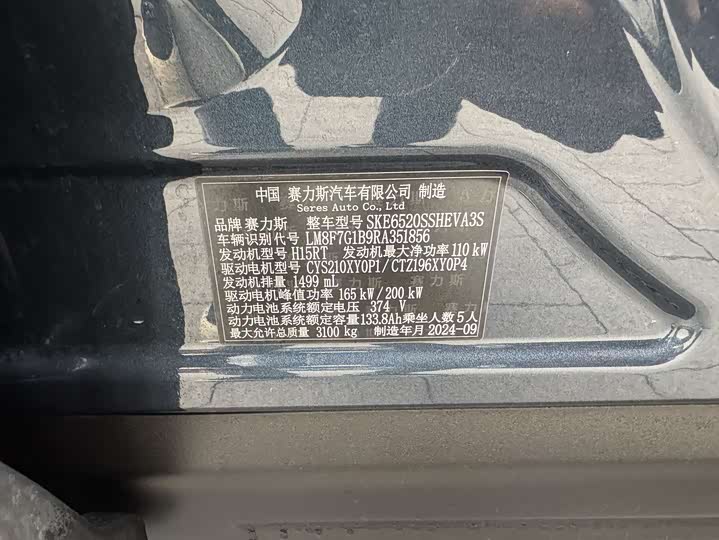 中国 赛力斯汽车有限公司 制造
Seres Auto Co., Ltd
品牌 赛力斯 整车型号 SKE6520SSHEVA3S
车辆识别代号 LM8F7G1B9RA351856
发动机型号 H15RT 发动机最大净功率 110 kW
驱动电机型号 CYS210XY0P1/CTZ196XY0P4
发动机排量 1499 mL
驱动电机峰值功率 165 kW/200 kW
动力电池系统额定电压 374 V
动力电池系统额定容量 133.8Ah 乘坐人数 5人
最大允许总质量 3100 kg 制造年月 2024-09